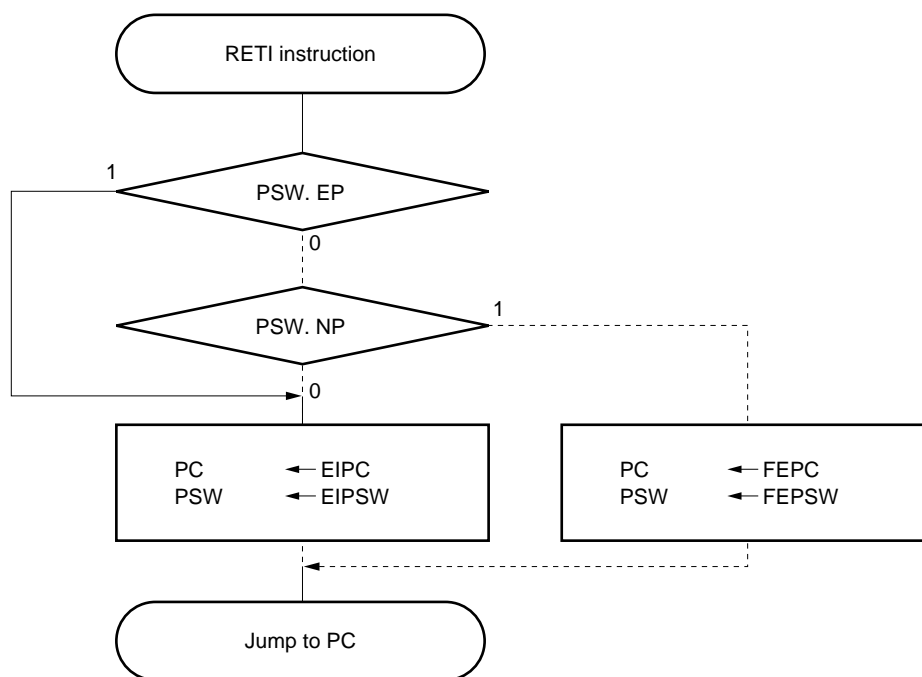 RETI instruction
1
PSW. EP
0
PSW. NP
1
0
PC ← EIPC
PSW ← EIPSW
PC ← FEPC
PSW ← FEPSW
Jump to PC